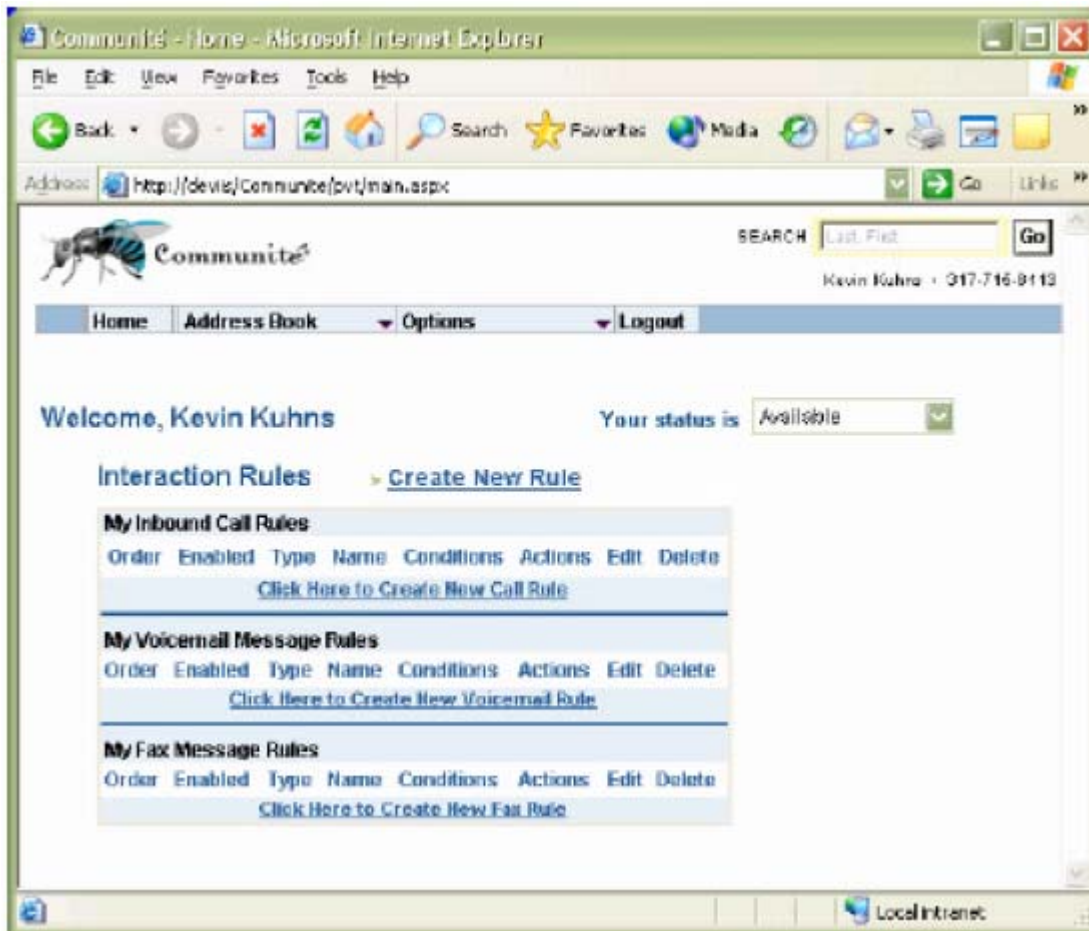 Communité - Home - Microsoft Internet Explorer
File Edit View Favorites Tools Help
Back Search Favorites Media
Address http://deviis/Communite/pvt/main.aspx Go Links
Communité
SEARCH Last, First Go
Kevin Kuhns • 317-716-8113
Home Address Book Options Logout
Welcome, Kevin Kuhns Your status is Available
Interaction Rules Create New Rule
My Inbound Call Rules
Order Enabled Type Name Conditions Actions Edit Delete
Click Here to Create New Call Rule
My Voicemail Message Rules
Order Enabled Type Name Conditions Actions Edit Delete
Click Here to Create New Voicemail Rule
My Fax Message Rules
Order Enabled Type Name Conditions Actions Edit Delete
Click Here to Create New Fax Rule
Local intranet